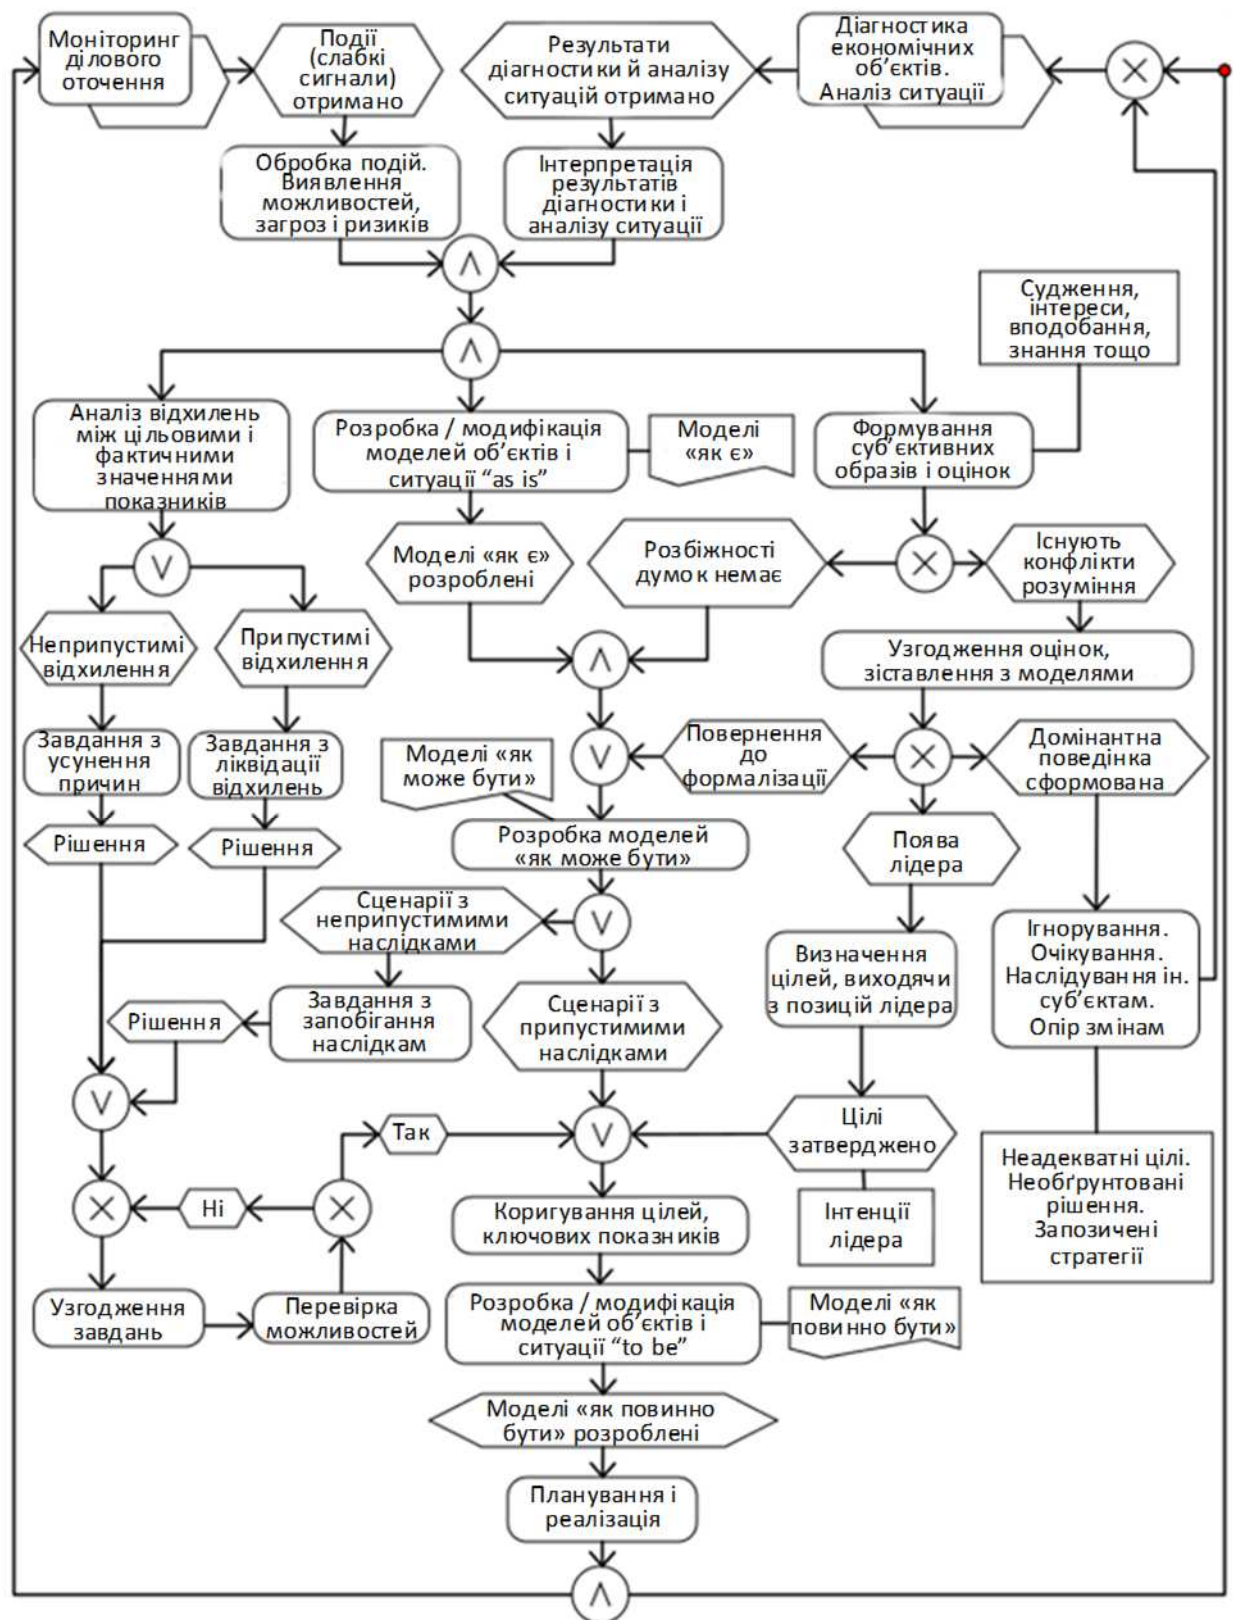 Моніторинг
ділового
оточення
Події
(слабкі
сигнали)
отримано
Результати
діагностики й аналізу
ситуацій отримано
Діагностика
економічних
об’єктів.
Аналіз ситуації
Обробка подій.
Виявлення
можливостей,
загроз і ризиків
Інтерпретація
результатів
діагностики і
аналізу ситуації
Λ
Λ
Судження,
інтереси,
вподобання,
знання тощо
Аналіз відхилень
між цільовими і
фактичними
значеннями
показників
Розробка / модифікація
моделей об’єктів і
ситуації “as is”
Моделі
«як є»
Формування
суб’єктивних
образів і оцінок
V
Моделі «як є»
розроблені
Розбіжності
думок немає
Існують
конфлікти
розуміння
Неприпустимі
відхилення
Припустимі
відхилення
Λ
Узгодження оцінок,
зіставлення з моделями
Завдання з
усунення
причин
Завдання з
ліквідації
відхилень
Моделі «як
може бути»
V
Повернення
до
формалізації
Домінантна
поведінка
сформована
Рішення
Рішення
Розробка моделей
«як може бути»
Поява
лідера
Сценарії з
неприпустимими
наслідками
V
Визначення
цілей, виходячи
з позицій лідера
Ігнорування.
Очікування.
Наслідування ін.
суб’єктам.
Опір змінам
Рішення
Завдання з
запобігання
наслідкам
Сценарії з
припустимими
наслідками
V
Так
V
Цілі
затверджено
Ні
Коригування цілей,
ключових показників
Інтенції
лідера
Неадекватні цілі.
Необґрунтовані
рішення.
Запозичені
стратегії
Узгодження
завдань
Перевірка
можливостей
Розробка / модифікація
моделей об’єктів і
ситуації “to be”
Моделі «як
повинно бути»
Моделі «як повинно
бути» розроблені
Планування і
реалізація
Λ